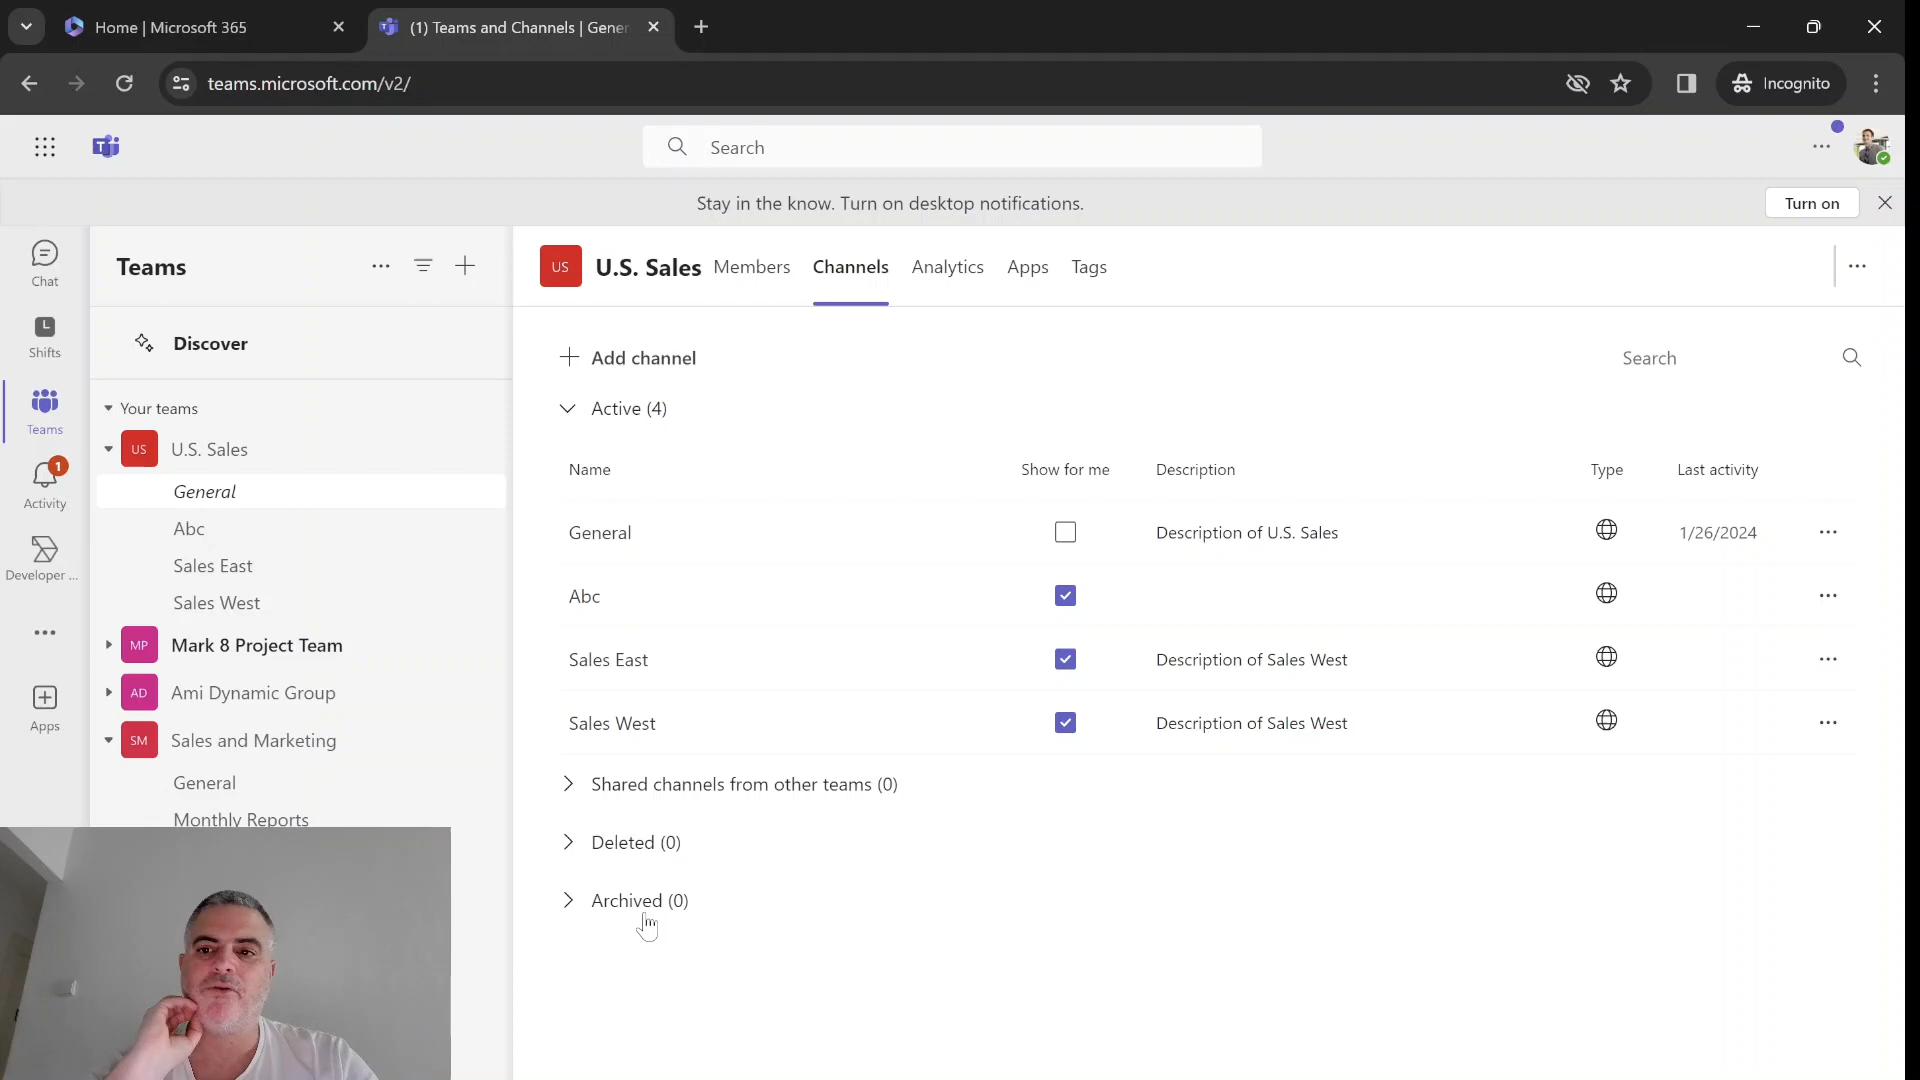 Home | Microsoft 365
(1) Teams and Channels | Gener
teams.microsoft.com/v2/
Incognito
Search
Stay in the know. Turn on desktop notifications.
Turn on
Chat
Shifts
Teams
1
Activity
Developer ...
Apps
Teams
Discover
Your teams
US U.S. Sales
General
Abc
Sales East
Sales West
MP Mark 8 Project Team
AD Ami Dynamic Group
SM Sales and Marketing
General
Monthly Reports
US U.S. Sales Members Channels Analytics Apps Tags
Add channel
Search
Active (4)
Name Show for me Description Type Last activity
General Description of U.S. Sales 1/26/2024
Abc
Sales East Description of Sales West
Sales West Description of Sales West
Shared channels from other teams (0)
Deleted (0)
Archived (0)